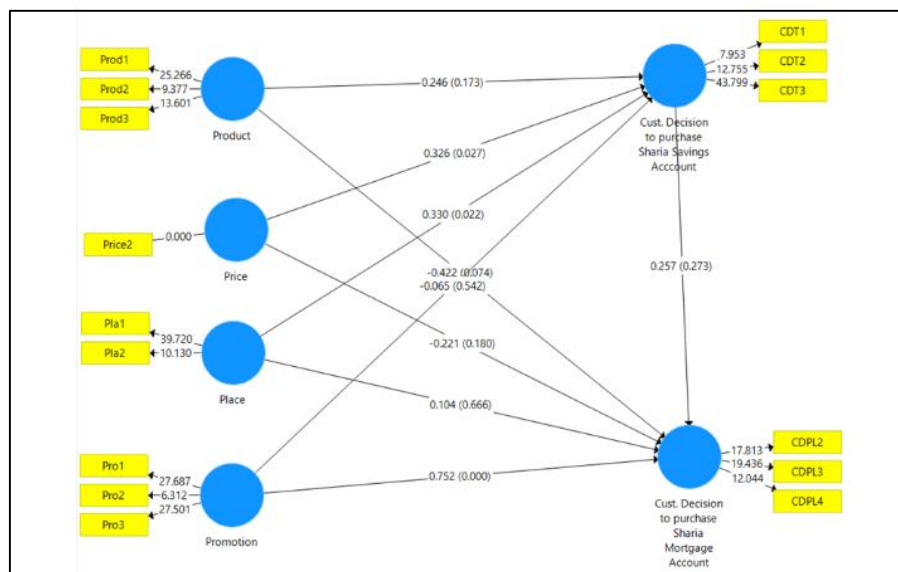 Prod1
Prod2
Prod3
25.266
9.377
13.601
Product
Price2
0.000
Price
Pla1
Pla2
39.720
10.130
Place
Pro1
Pro2
Pro3
27.687
6.312
27.501
Promotion
0.246 (0.173)
0.326 (0.027)
0.330 (0.022)
-0.422 (0.074)
-0.065 (0.542)
-0.221 (0.180)
0.104 (0.666)
0.752 (0.000)
0.257 (0.273)
CDT1
CDT2
CDT3
7.953
12.755
43.799
Cust. Decision
to purchase
Sharia Savings
Acccount
CDPL2
CDPL3
CDPL4
17.813
19.436
12.044
Cust. Decision
to purchase
Sharia
Mortgage
Account